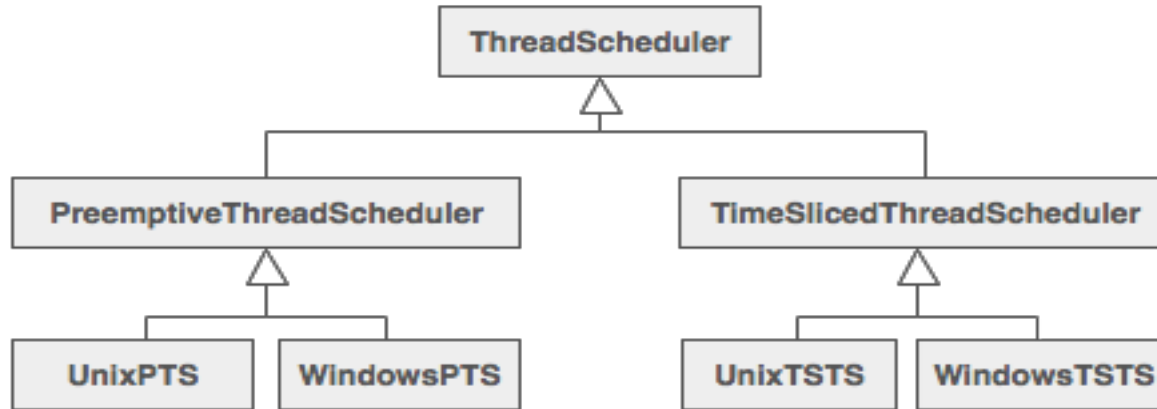 ThreadScheduler
PreemptiveThreadScheduler
TimeSlicedThreadScheduler
UnixPTS
WindowsPTS
UnixTSTS
WindowsTSTS